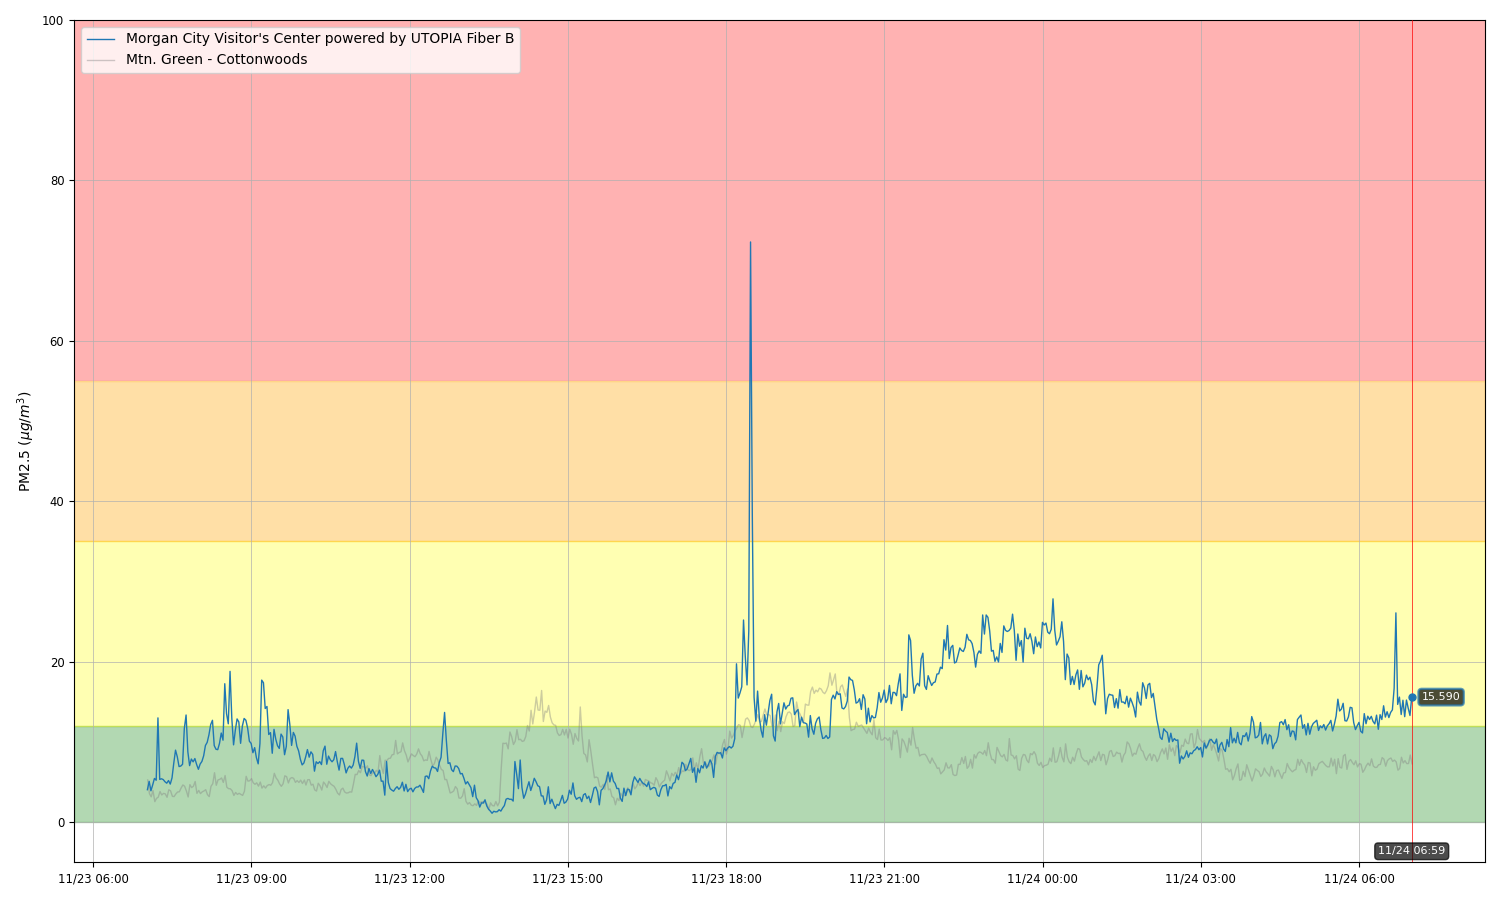 100
80
60
40
20
0
PM2.5 (μg/m³)
Morgan City Visitor's Center powered by UTOPIA Fiber B
Mtn. Green - Cottonwoods
15.590
11/24 06:59
11/23 06:00 11/23 09:00 11/23 12:00 11/23 15:00 11/23 18:00 11/23 21:00 11/24 00:00 11/24 03:00 11/24 06:00